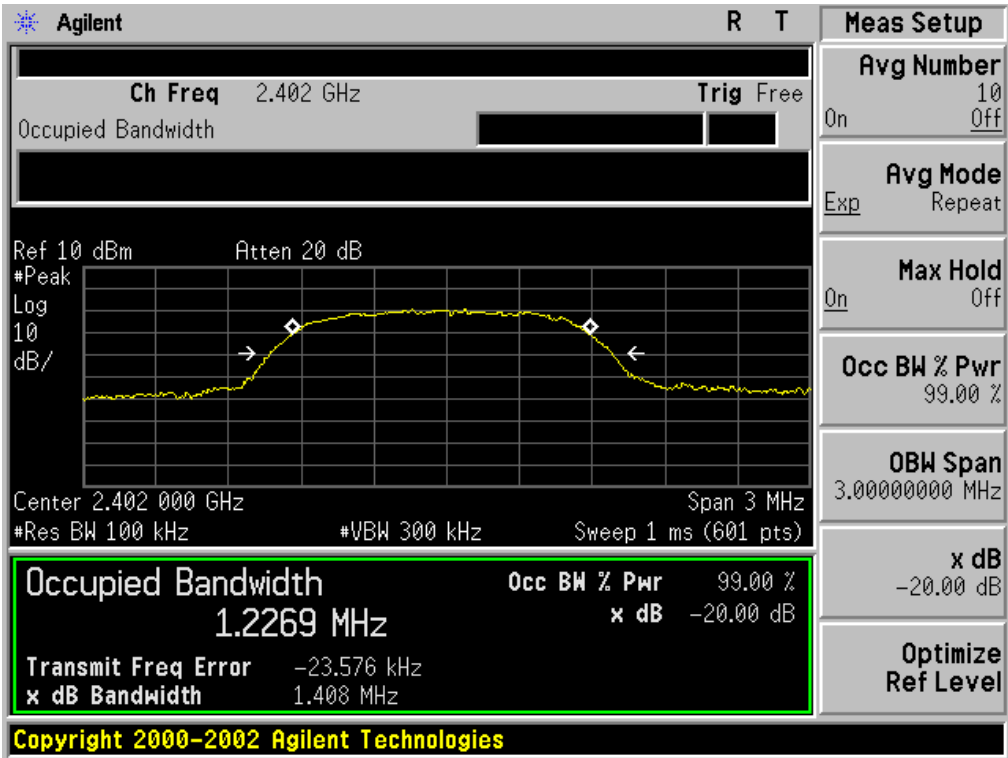 Agilent R T
Ch Freq 2.402 GHz Trig Free
Occupied Bandwidth
Ref 10 dBm Atten 20 dB
#Peak
Log
10
dB/
Center 2.402 000 GHz Span 3 MHz
#Res BW 100 kHz #VBW 300 kHz Sweep 1 ms (601 pts)
Occupied Bandwidth Occ BW % Pwr 99.00 %
1.2269 MHz x dB -20.00 dB
Transmit Freq Error -23.576 kHz
x dB Bandwidth 1.408 MHz
Copyright 2000-2002 Agilent Technologies
Meas Setup
Avg Number
10
On Off
Avg Mode
Exp Repeat
Max Hold
On Off
Occ BW % Pwr
99.00 %
OBW Span
3.00000000 MHz
x dB
-20.00 dB
Optimize
Ref Level